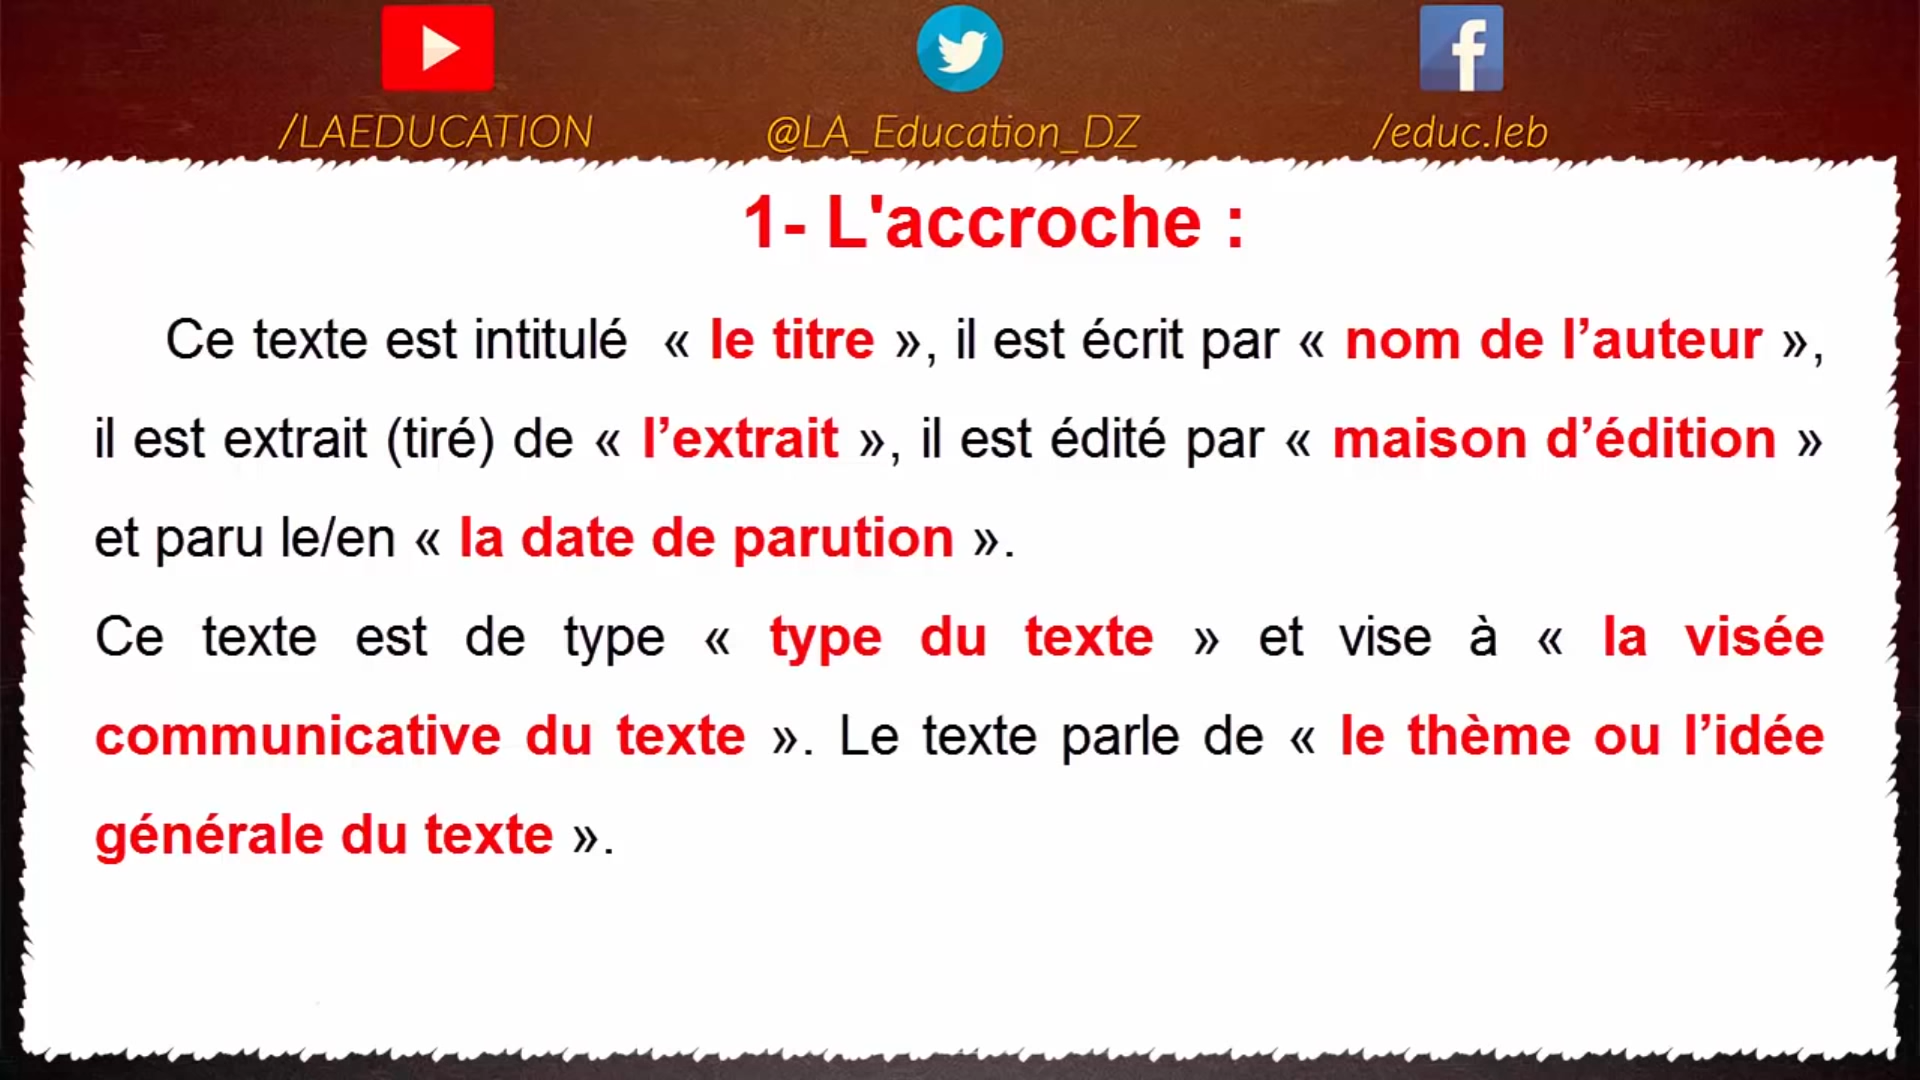 /LAEDUCATION
@LA_Education_DZ
/educ.leb
1- L'accroche :
Ce texte est intitulé « le titre », il est écrit par « nom de l’auteur »,
il est extrait (tiré) de « l’extrait », il est édité par « maison d’édition »
et paru le/en « la date de parution ».
Ce texte est de type « type du texte » et vise à « la visée
communicative du texte ». Le texte parle de « le thème ou l’idée
générale du texte ».